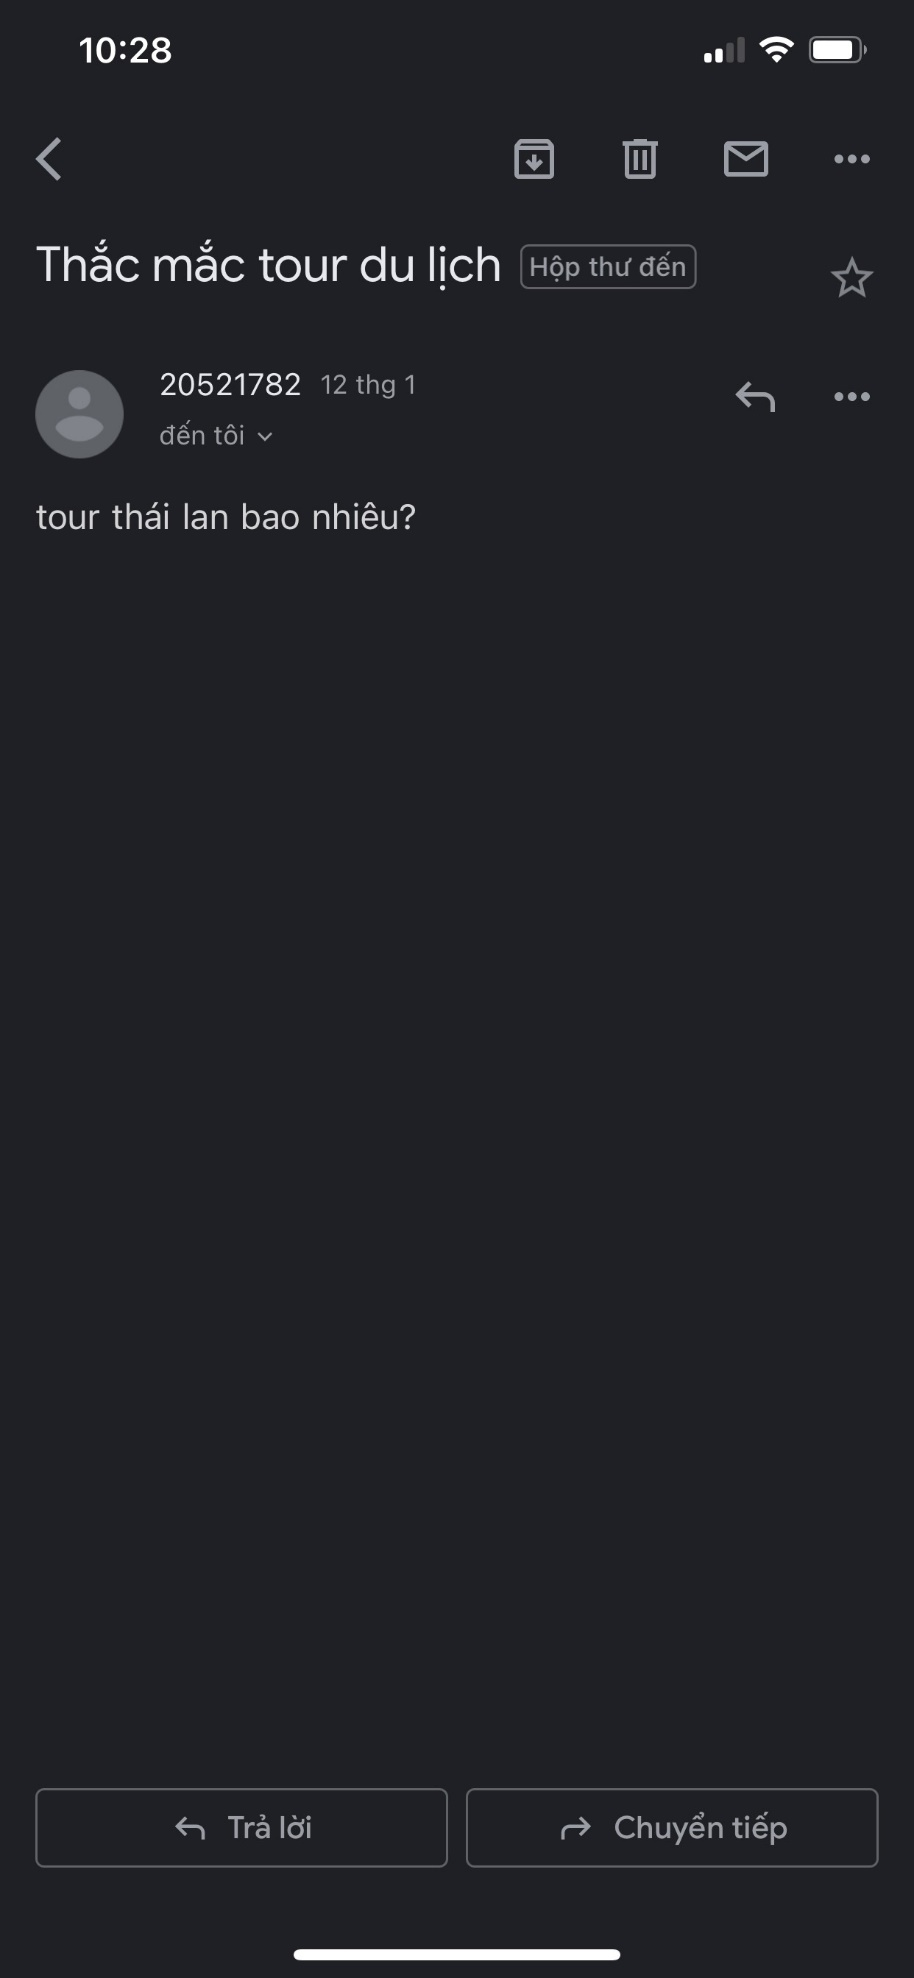 10:28
Thắc mắc tour du lịch Hộp thư đến
20521782 12 thg 1
đến tôi
tour thái lan bao nhiêu?
Trả lời Chuyển tiếp